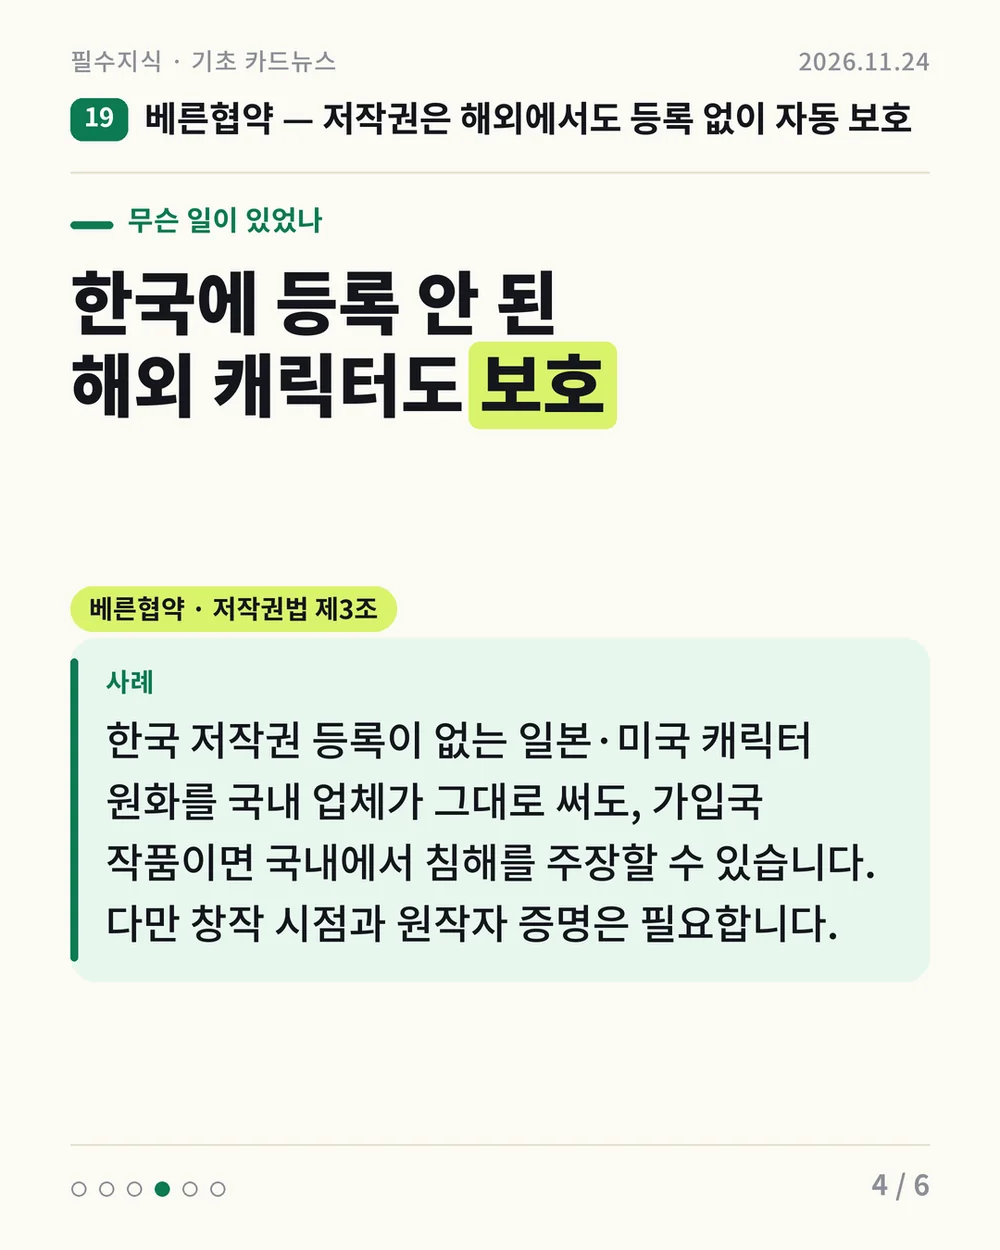 필수지식 · 기초 카드뉴스
2026.11.24
19 베른협약 — 저작권은 해외에서도 등록 없이 자동 보호
무슨 일이 있었나
한국에 등록 안 된
해외 캐릭터도 보호
베른협약 · 저작권법 제3조
사례
한국 저작권 등록이 없는 일본·미국 캐릭터
원화를 국내 업체가 그대로 써도, 가입국
작품이면 국내에서 침해를 주장할 수 있습니다.
다만 창작 시점과 원작자 증명은 필요합니다.
4 / 6